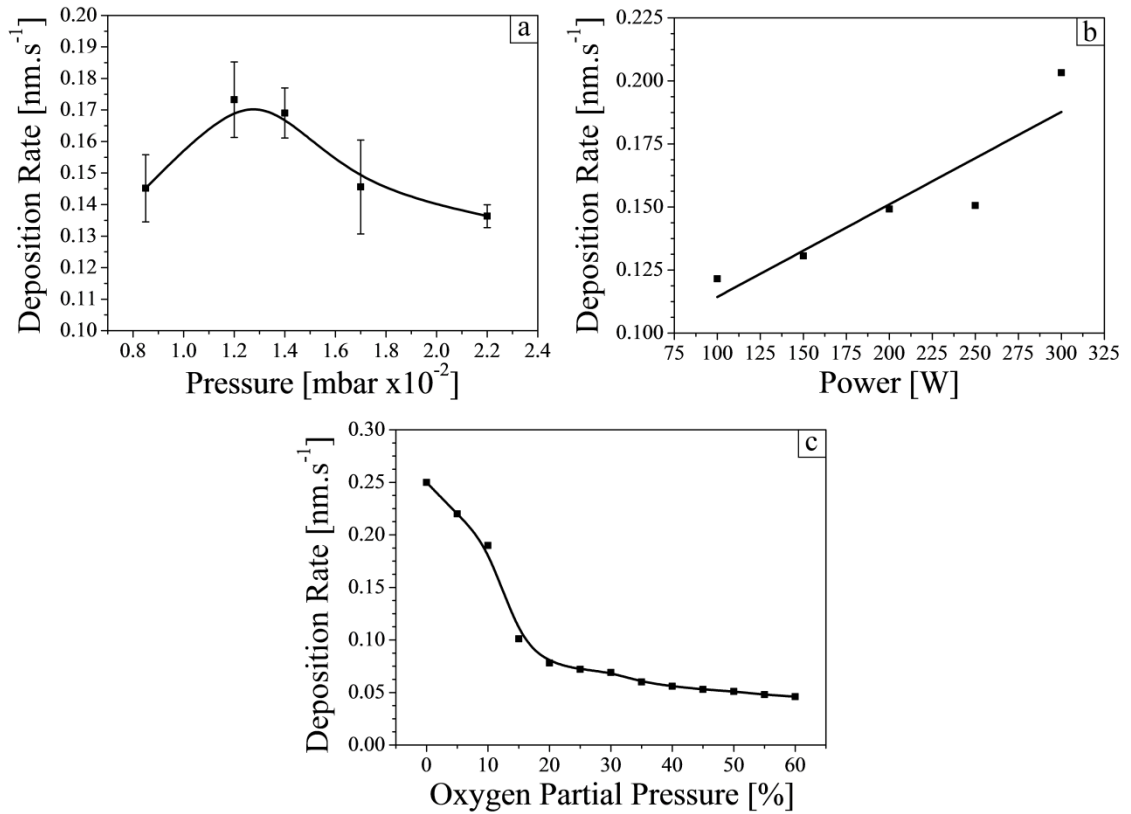 a
0.20
0.19
0.18
0.17
0.16
0.15
0.14
0.13
0.12
0.11
0.10
Deposition Rate [nm.s⁻¹]
0.8 1.0 1.2 1.4 1.6 1.8 2.0 2.2 2.4
Pressure [mbar x10⁻²]
b
0.225
0.200
0.175
0.150
0.125
0.100
Deposition Rate [nm.s⁻¹]
75 100 125 150 175 200 225 250 275 300 325
Power [W]
c
0.30
0.25
0.20
0.15
0.10
0.05
0.00
Deposition Rate [nm.s⁻¹]
0 10 20 30 40 50 60
Oxygen Partial Pressure [%]